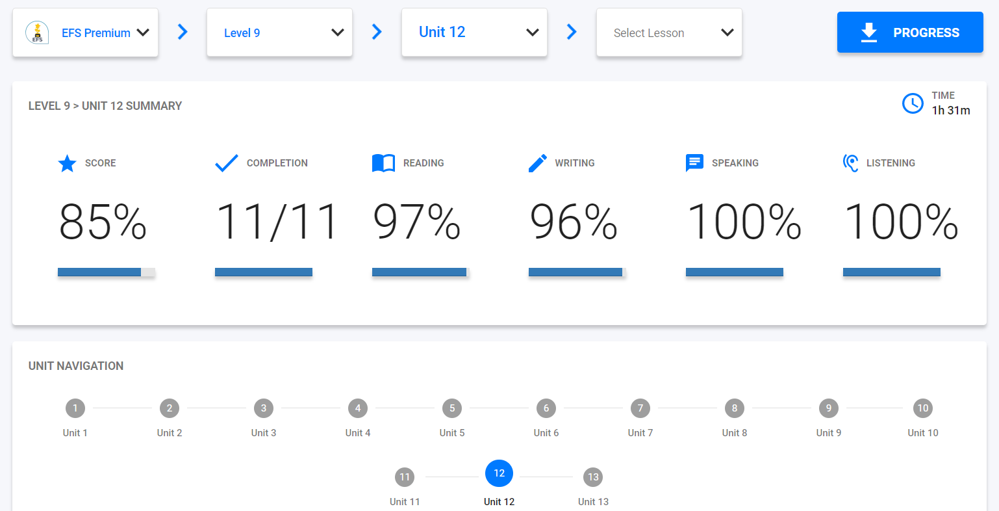 EFS
EFS Premium
Level 9
Unit 12
Select Lesson
PROGRESS
LEVEL 9 > UNIT 12 SUMMARY
TIME
1h 31m
SCORE
COMPLETION
READING
WRITING
SPEAKING
LISTENING
85%
11/11
97%
96%
100%
100%
UNIT NAVIGATION
1 2 3 4 5 6 7 8 9 10
Unit 1 Unit 2 Unit 3 Unit 4 Unit 5 Unit 6 Unit 7 Unit 8 Unit 9 Unit 10
11 12 13
Unit 11 Unit 12 Unit 13